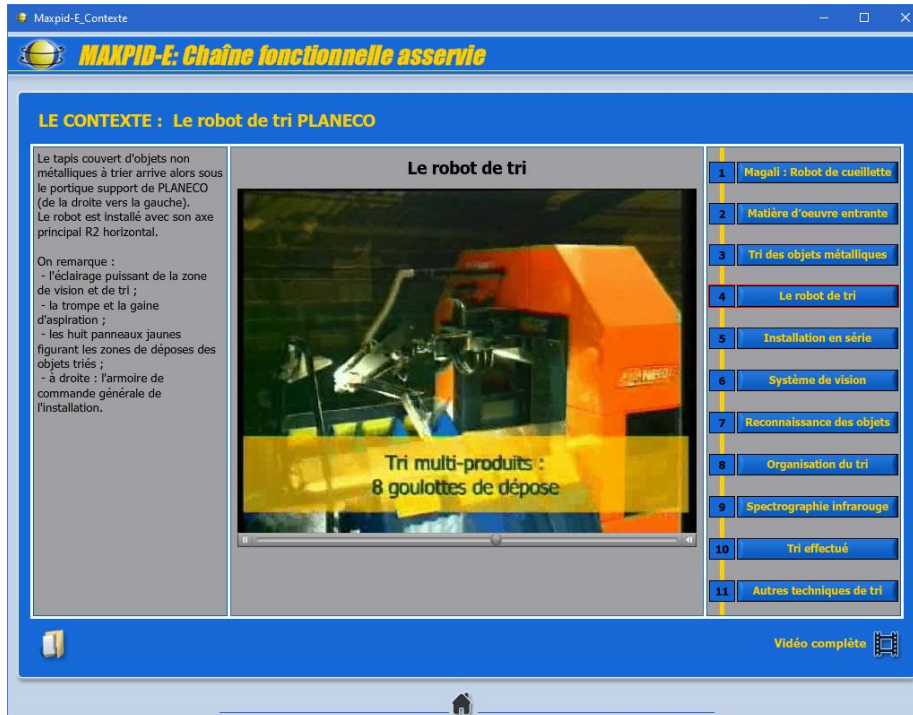 Maxpid-E_Contexte
MAXPID-E: Chaîne fonctionnelle asservie
LE CONTEXTE : Le robot de tri PLANECO
Le tapis couvert d'objets non
métalliques à trier arrive alors sous
le portique support de PLANECO
(de la droite vers la gauche).
Le robot est installé avec son axe
principal R2 horizontal.
On remarque :
- l'éclairage puissant de la zone
de vision et de tri ;
- la trompe et la gaine
d'aspiration ;
- les huit panneaux jaunes
figurant les zones de déposes des
objets triés ;
- à droite : l'armoire de
commande générale de
l'installation.
Le robot de tri
PLANECO
Tri multi-produits :
8 goulottes de dépose
1 Magali : Robot de cueillette
2 Matière d'oeuvre entrante
3 Tri des objets métalliques
4 Le robot de tri
5 Installation en série
6 Système de vision
7 Reconnaissance des objets
8 Organisation du tri
9 Spectrographie infrarouge
10 Tri effectué
11 Autres techniques de tri
Vidéo complète